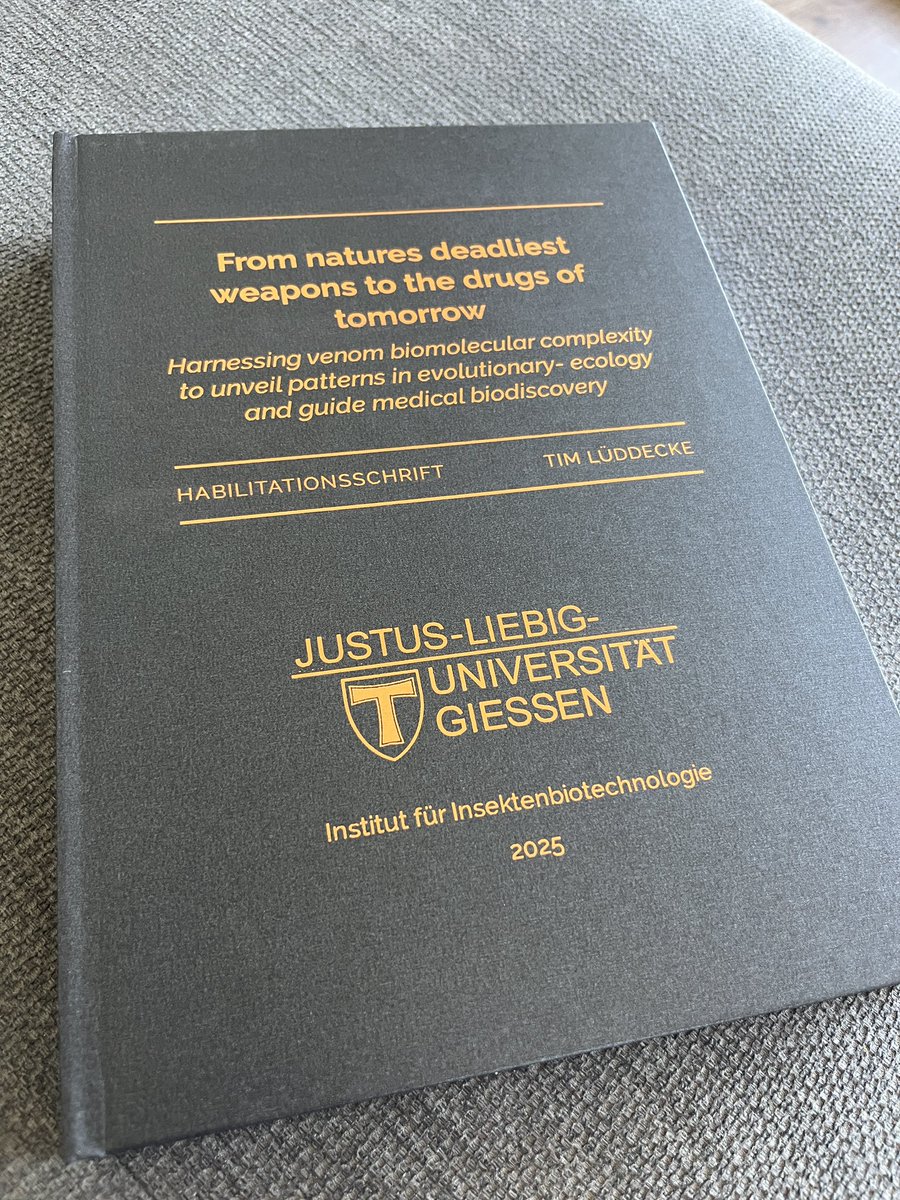 From natures deadliest
weapons to the drugs of
tomorrow
Harnessing venom biomolecular complexity
to unveil patterns in evolutionary- ecology
and guide medical biodiscovery
HABILITATIONSSCHRIFT TIM LÜDDECKE
JUSTUS-LIEBIG-
UNIVERSITÄT
GIESSEN
Institut für Insektenbiotechnologie
2025